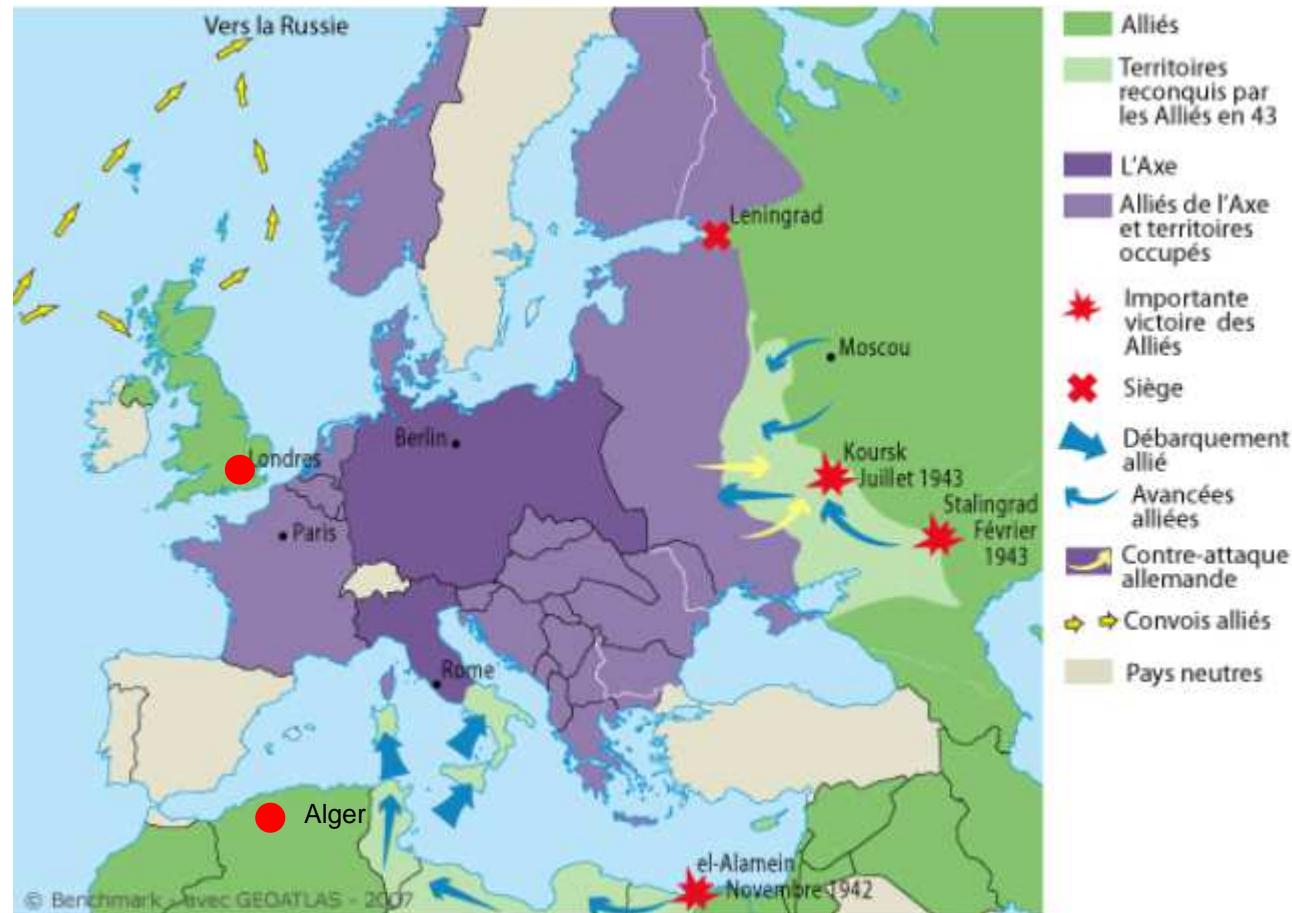 Vers la Russie
Leningrad
Moscou
Berlin
Londres
Koursk
Juillet 1943
Stalingrad
Février
1943
Paris
Rome
Alger
el-Alamein
Novembre 1942
© Benchmark - avec GEOATLAS - 2007
Alliés
Territoires
reconquis par
les Alliés en 43
L'Axe
Alliés de l'Axe
et territoires
occupés
Importante
victoire des
Alliés
Siège
Débarquement
allié
Avancées
alliées
Contre-attaque
allemande
Convois alliés
Pays neutres